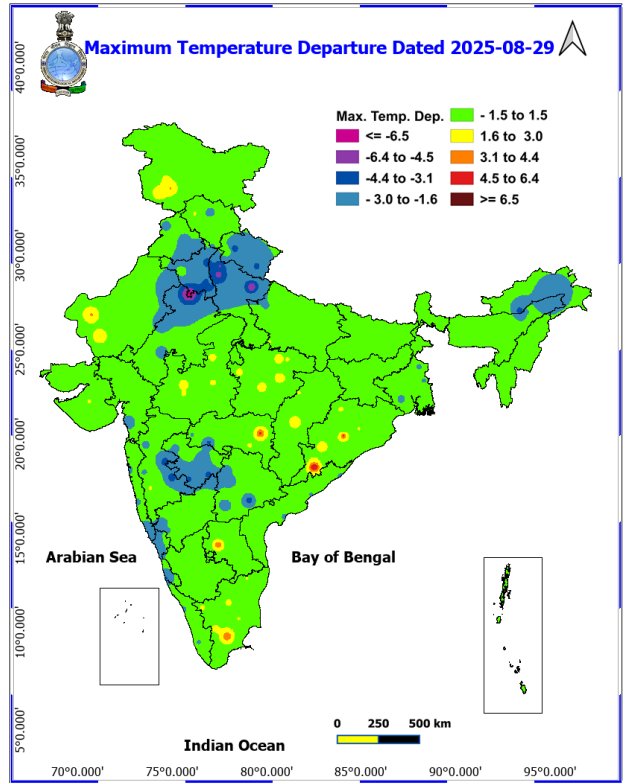 Maximum Temperature Departure Dated 2025-08-29
Max. Temp. Dep.
<= -6.5
-6.4 to -4.5
-4.4 to -3.1
- 3.0 to -1.6
- 1.5 to 1.5
1.6 to 3.0
3.1 to 4.4
4.5 to 6.4
>= 6.5
40°0.000'
35°0.000'
30°0.000'
25°0.000'
20°0.000'
15°0.000'
10°0.000'
5°0.000'
Arabian Sea
Bay of Bengal
Indian Ocean
0 250 500 km
70°0.000' 75°0.000' 80°0.000' 85°0.000' 90°0.000' 95°0.000'